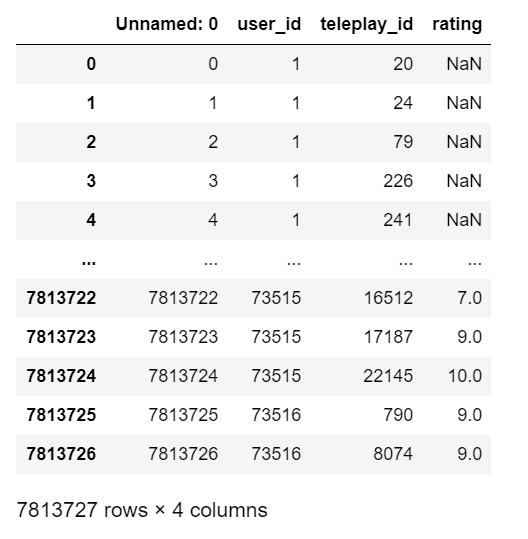 Unnamed: 0 user_id teleplay_id rating
0 0 1 20 NaN
1 1 1 24 NaN
2 2 1 79 NaN
3 3 1 226 NaN
4 4 1 241 NaN
... ... ... ... ...
7813722 7813722 73515 16512 7.0
7813723 7813723 73515 17187 9.0
7813724 7813724 73515 22145 10.0
7813725 7813725 73516 790 9.0
7813726 7813726 73516 8074 9.0
7813727 rows × 4 columns